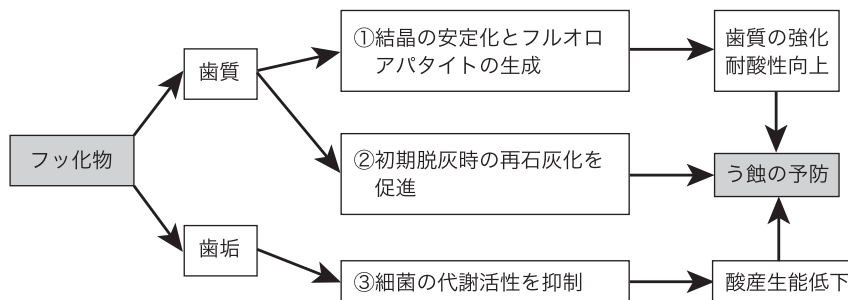 フッ化物
歯質
歯垢
①結晶の安定化とフルオロ
アパタイトの生成
②初期脱灰時の再石灰化を
促進
③細菌の代謝活性を抑制
歯質の強化
耐酸性向上
う蝕の予防
酸産生能低下